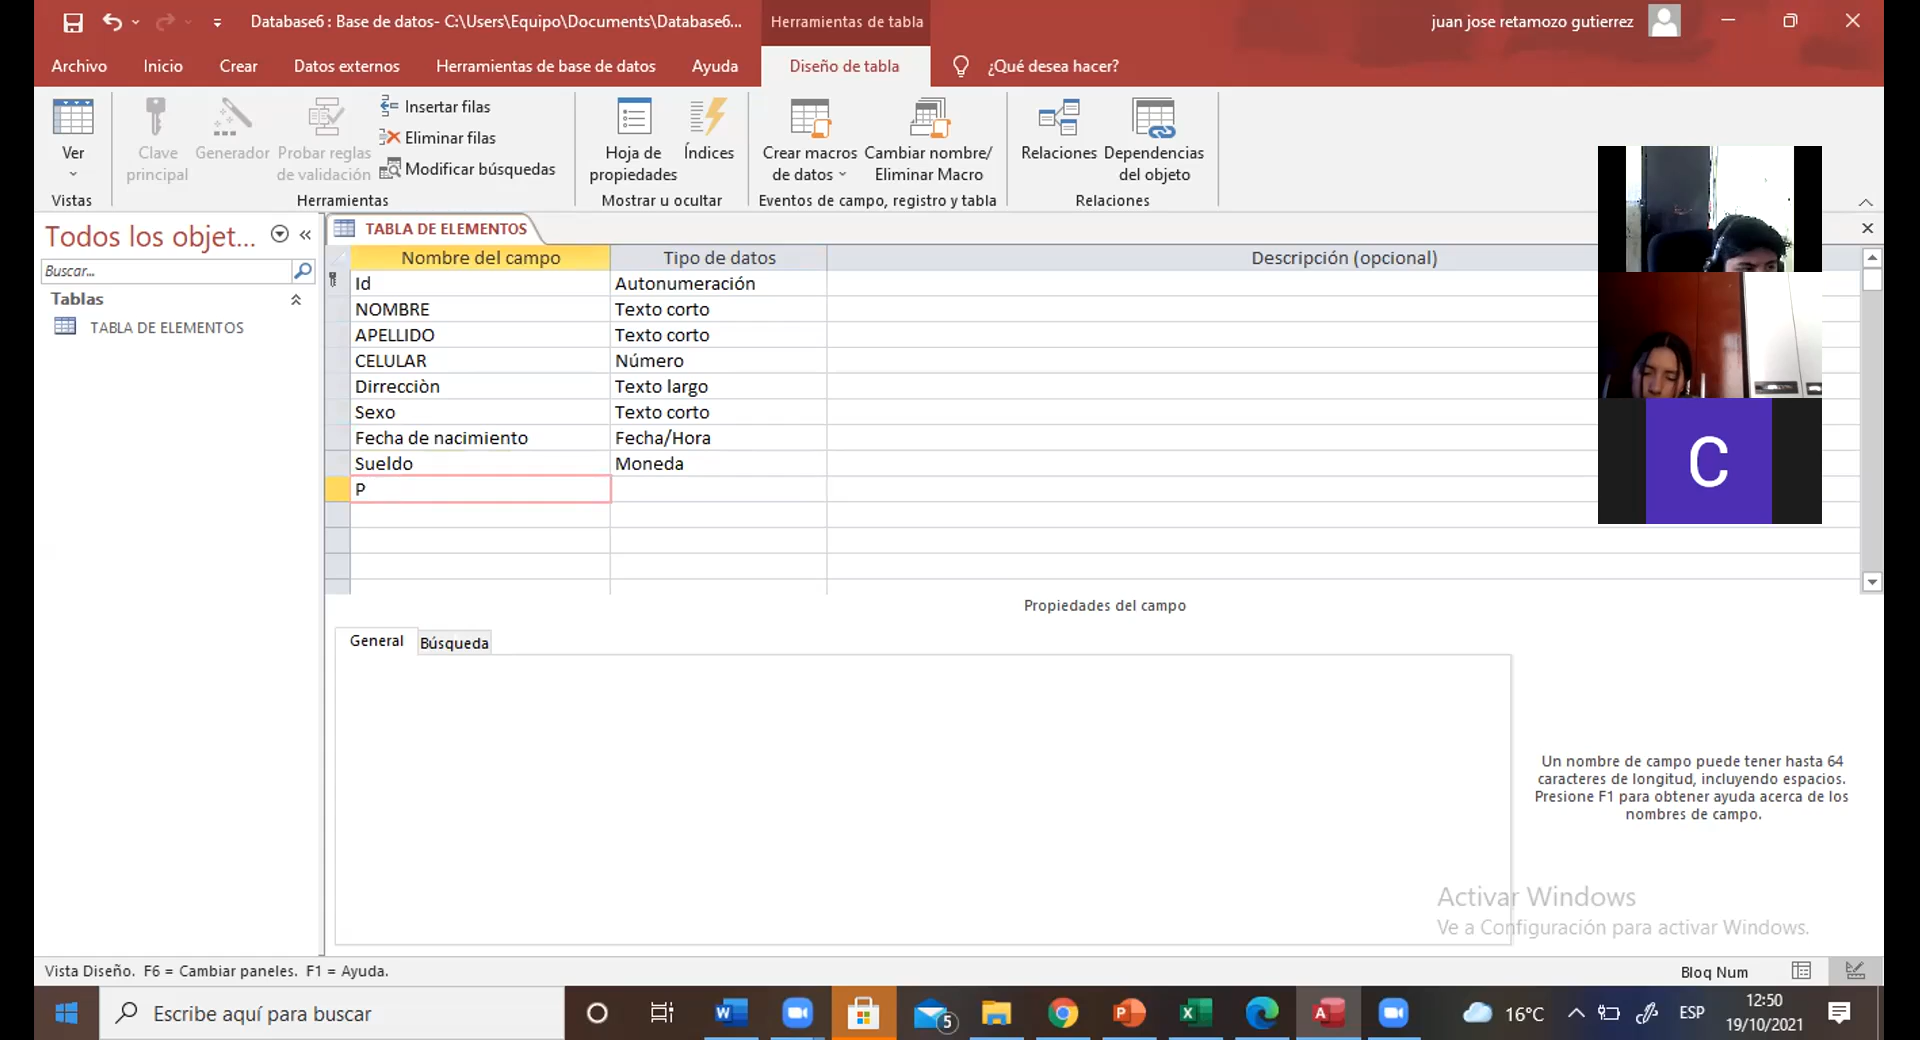 Database6 : Base de datos- C:\Users\Equipo\Documents\Database6...
Herramientas de tabla
juan jose retamozo gutierrez
Archivo
Inicio
Crear
Datos externos
Herramientas de base de datos
Ayuda
Diseño de tabla
¿Qué desea hacer?
Ver
Clave
principal
Generador
Probar reglas
de validación
Insertar filas
Eliminar filas
Modificar búsquedas
Hoja de
propiedades
Índices
Crear macros
de datos
Cambiar nombre/
Eliminar Macro
Relaciones
Dependencias
del objeto
Vistas
Herramientas
Mostrar u ocultar
Eventos de campo, registro y tabla
Relaciones
Todos los objet...
Buscar...
Tablas
TABLA DE ELEMENTOS
TABLA DE ELEMENTOS
Nombre del campo
Tipo de datos
Descripción (opcional)
Id
Autonumeración
NOMBRE
Texto corto
APELLIDO
Texto corto
CELULAR
Número
Dirrecciòn
Texto largo
Sexo
Texto corto
Fecha de nacimiento
Fecha/Hora
Sueldo
Moneda
P
C
Propiedades del campo
General
Búsqueda
Un nombre de campo puede tener hasta 64
caracteres de longitud, incluyendo espacios.
Presione F1 para obtener ayuda acerca de los
nombres de campo.
Activar Windows
Ve a Configuración para activar Windows.
Vista Diseño. F6 = Cambiar paneles. F1 = Ayuda.
Bloq Num
Escribe aquí para buscar
W
5
P
X
A
16°C
ESP
12:50
19/10/2021